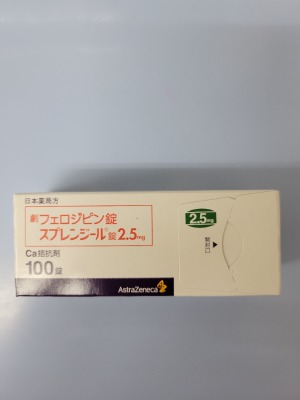 日本薬局方
劇 フェロジピン錠
スプレンジール®錠2.5mg
Ca拮抗剤
100錠
2.5mg
開封口
AstraZeneca